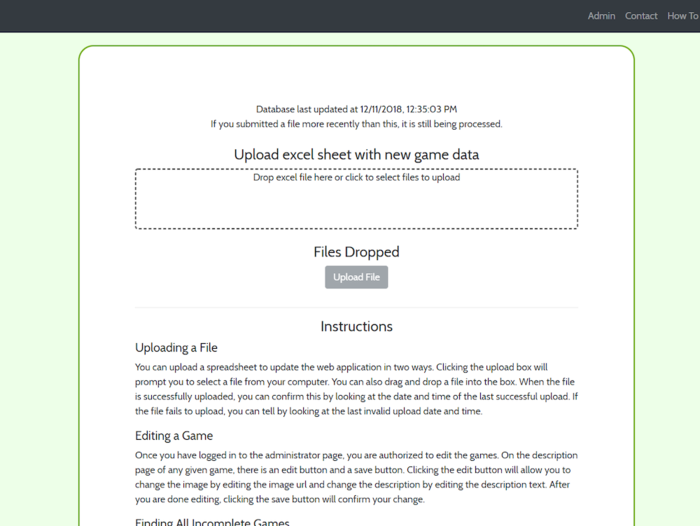 Admin Contact How To
Database last updated at 12/11/2018, 12:35:03 PM
If you submitted a file more recently than this, it is still being processed.
Upload excel sheet with new game data
Drop excel file here or click to select files to upload
Files Dropped
Upload File
Instructions
Uploading a File
You can upload a spreadsheet to update the web application in two ways. Clicking the upload box will
prompt you to select a file from your computer. You can also drag and drop a file into the box. When the file
is successfully uploaded, you can confirm this by looking at the date and time of the last successful upload. If
the file fails to upload, you can tell by looking at the last invalid upload date and time.
Editing a Game
Once you have logged in to the administrator page, you are authorized to edit the games. On the description
page of any given game, there is an edit button and a save button. Clicking the edit button will allow you to
change the image by editing the image url and change the description by editing the description text. After
you are done editing, clicking the save button will confirm your change.
Finding All Incomplete Games